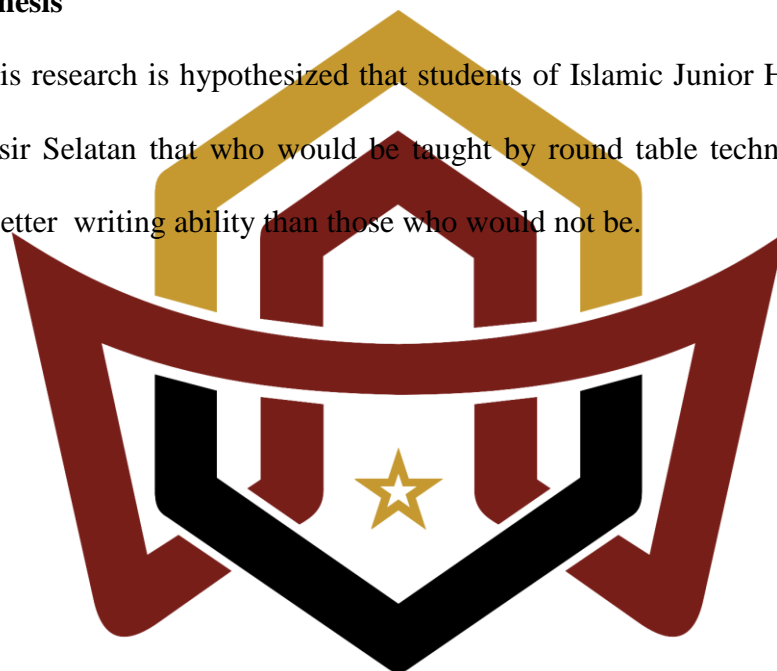 nesis
is research is hypothesized that students of Islamic Junior H
sir Selatan that who would be taught by round table techn
etter writing ability than those who would not be.